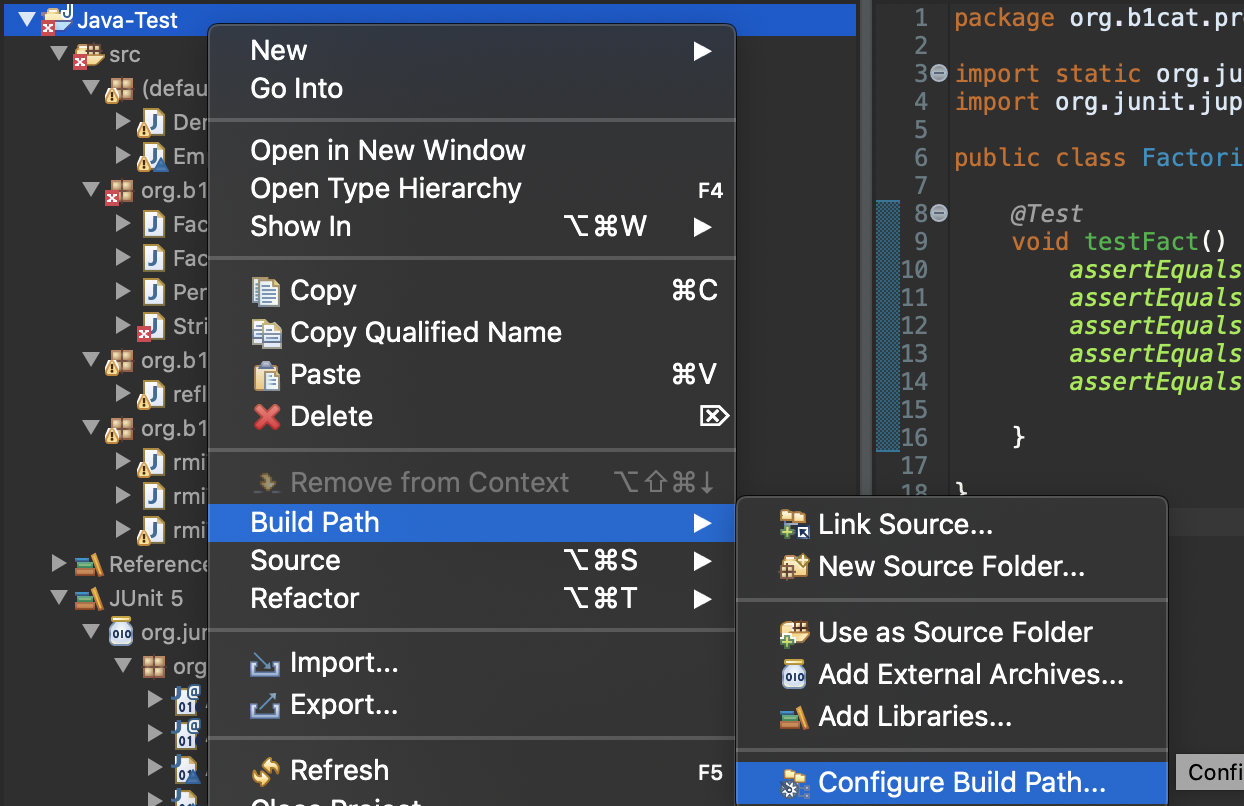 Java-Test
src
(defau
Der
Em
org.b1
Fac
Fac
Per
Stri
org.b1
refl
org.b1
rmi
rmi
rmi
Reference
JUnit 5
org.jur
org
New
Go Into
Open in New Window
Open Type Hierarchy F4
Show In ⌥⌘W
Copy ⌘C
Copy Qualified Name
Paste ⌘V
Delete ⌦
Remove from Context ⌥⇧⌘↓
Build Path
Source ⌥⌘S
Refactor ⌥⌘T
Import...
Export...
Refresh F5
Close Project
Link Source...
New Source Folder...
Use as Source Folder
Add External Archives...
Add Libraries...
Configure Build Path...
Confi
1 package org.b1cat.pr
2
3 import static org.ju
4 import org.junit.jup
5
6 public class Factori
7
8 @Test
9 void testFact()
10 assertEquals
11 assertEquals
12 assertEquals
13 assertEquals
14 assertEquals
15
16 }
17
18 }